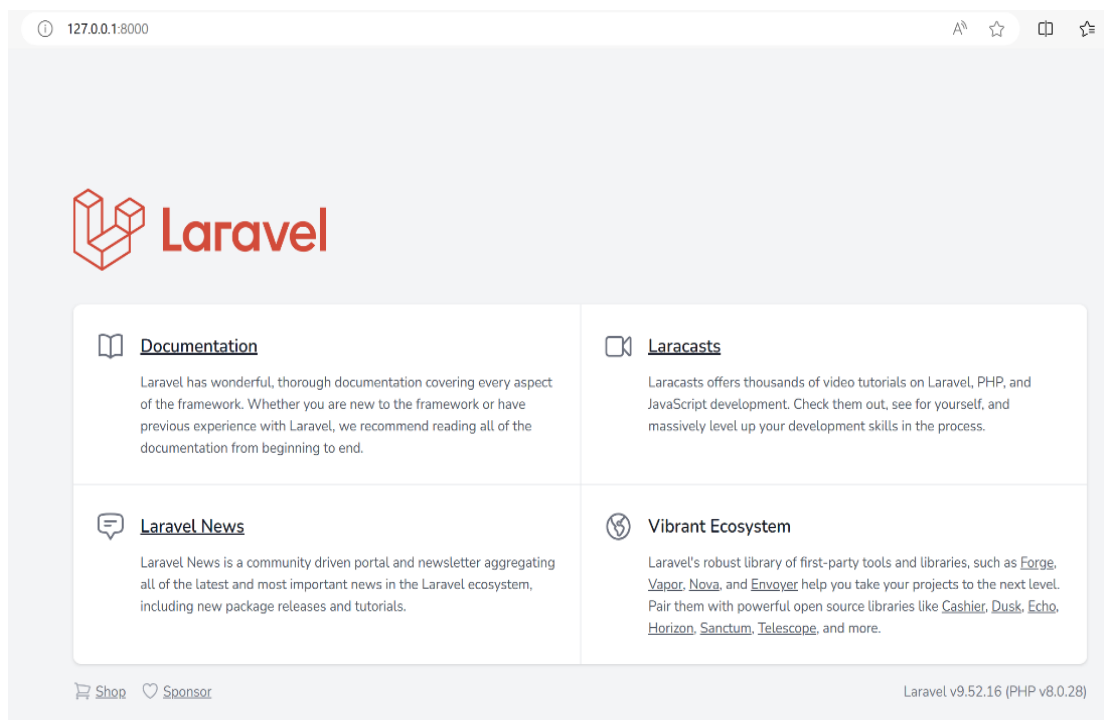 127.0.0.1:8000
Laravel
Documentation
Laravel has wonderful, thorough documentation covering every aspect
of the framework. Whether you are new to the framework or have
previous experience with Laravel, we recommend reading all of the
documentation from beginning to end.
Laracasts
Laracasts offers thousands of video tutorials on Laravel, PHP, and
JavaScript development. Check them out, see for yourself, and
massively level up your development skills in the process.
Laravel News
Laravel News is a community driven portal and newsletter aggregating
all of the latest and most important news in the Laravel ecosystem,
including new package releases and tutorials.
Vibrant Ecosystem
Laravel's robust library of first-party tools and libraries, such as Forge,
Vapor, Nova, and Envoyer help you take your projects to the next level.
Pair them with powerful open source libraries like Cashier, Dusk, Echo,
Horizon, Sanctum, Telescope, and more.
Shop Sponsor
Laravel v9.52.16 (PHP v8.0.28)